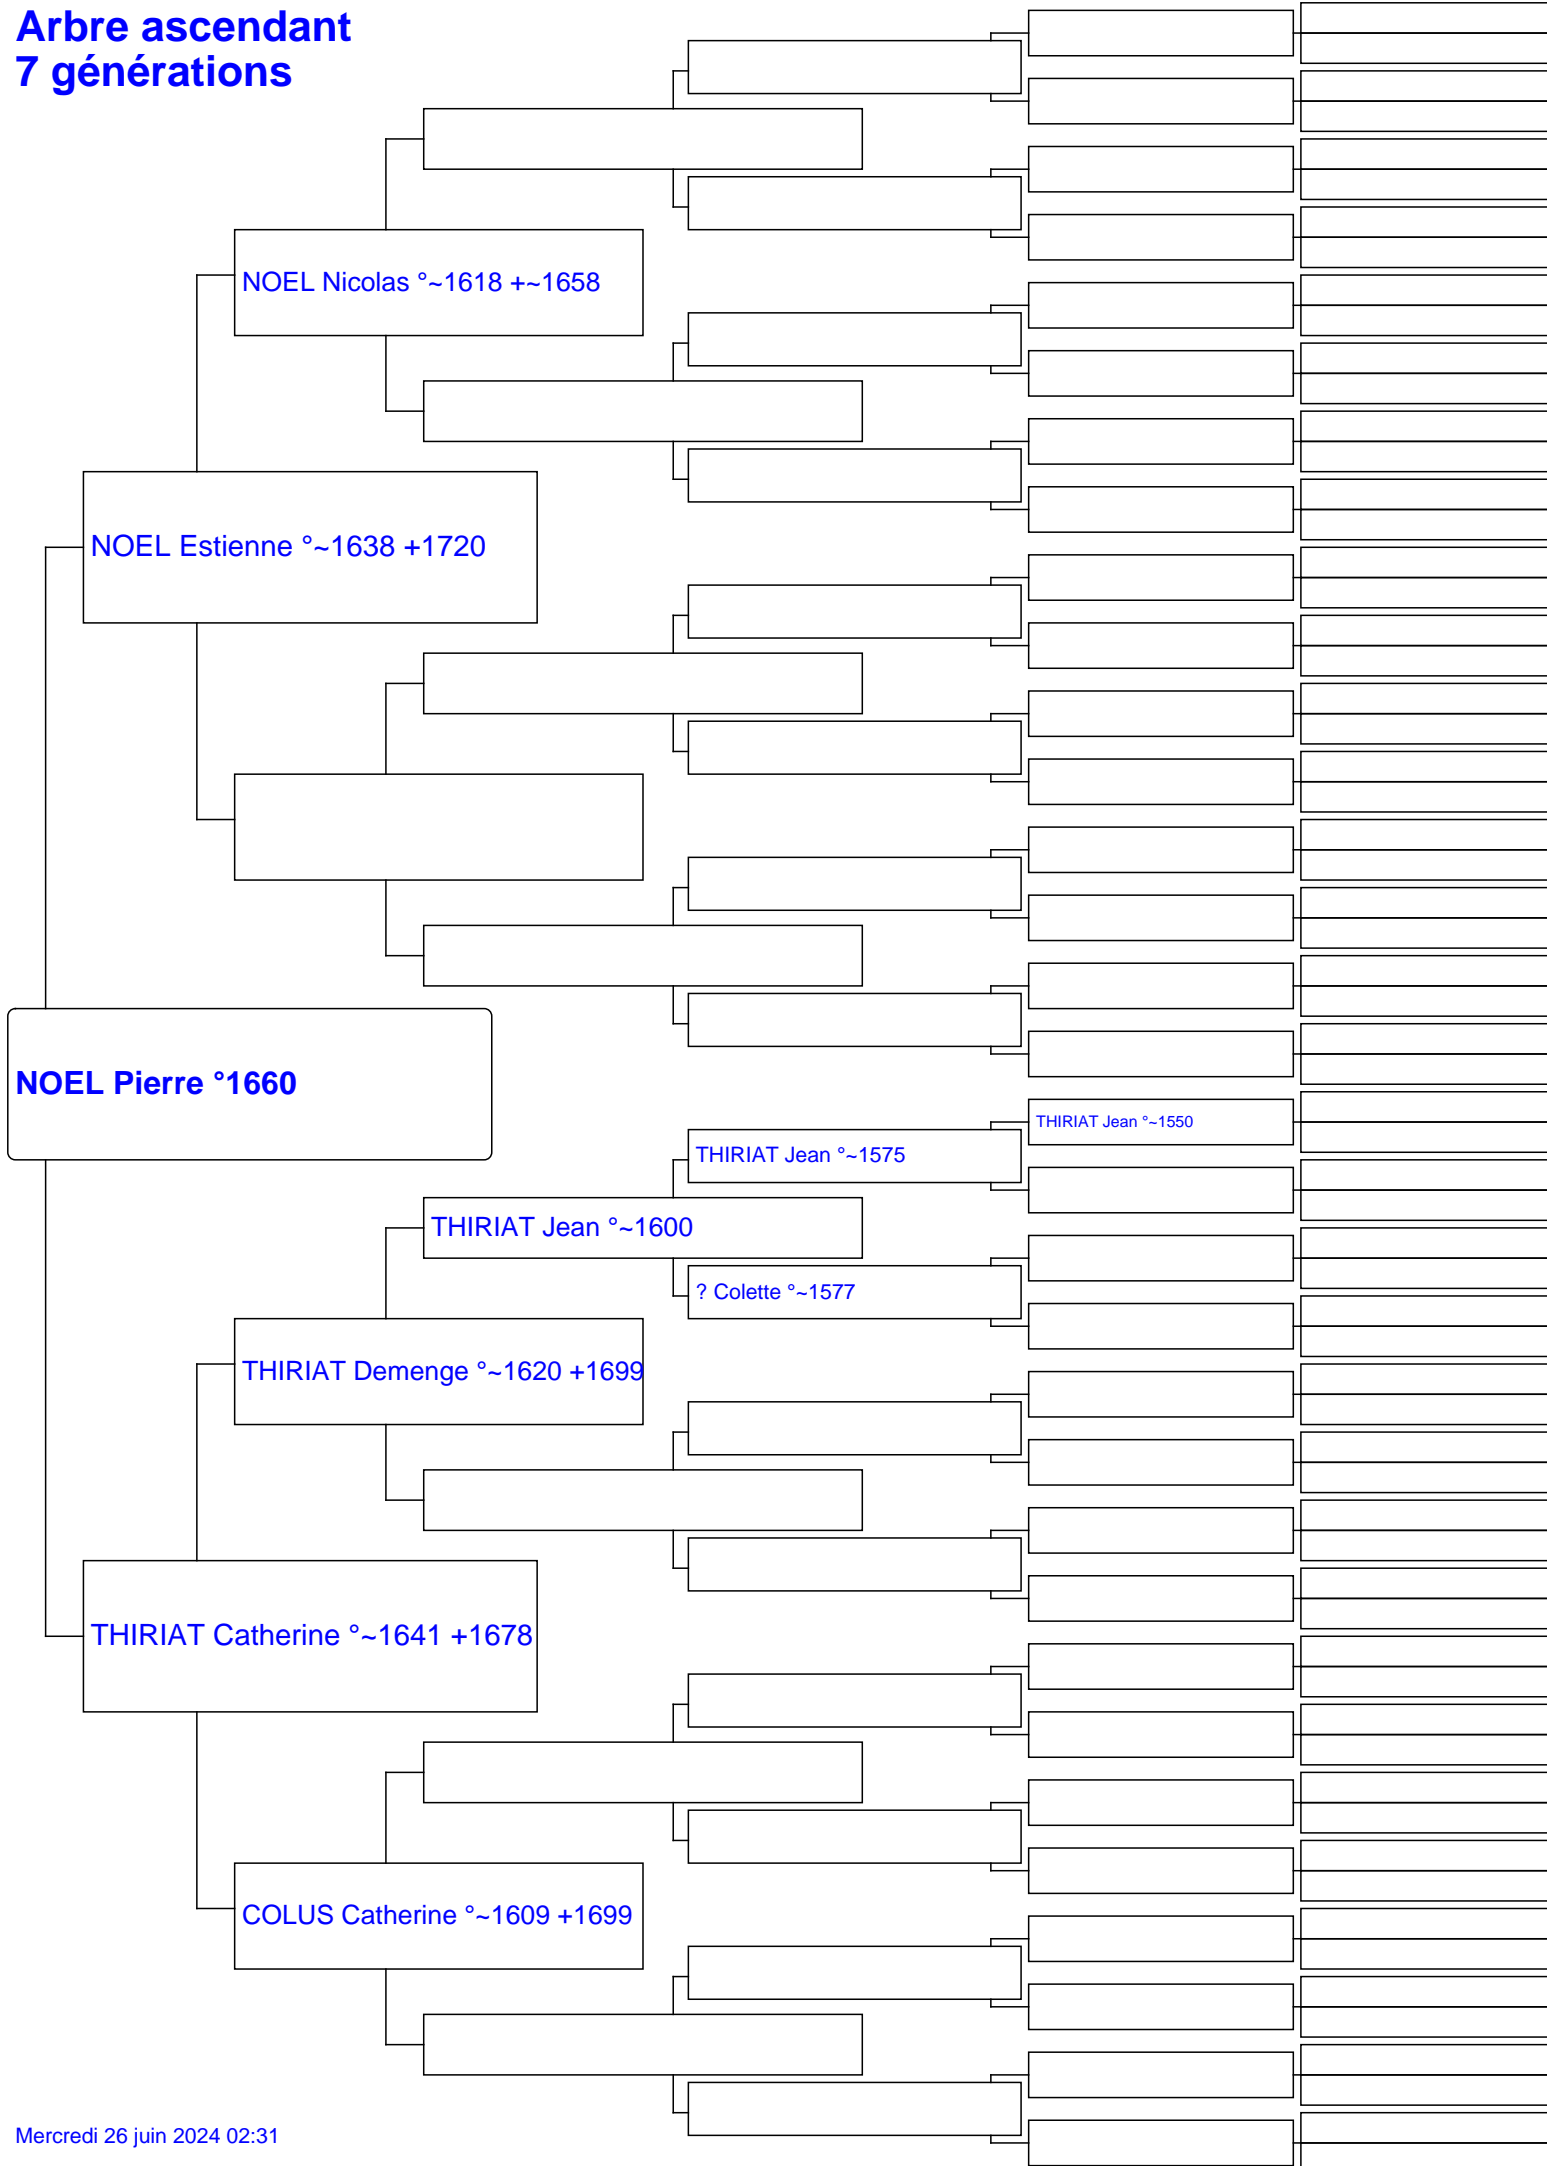 Arbre ascendant
7 générations
NOEL Nicolas °~1618 +~1658
NOEL Estienne °~1638 +1720
NOEL Pierre °1660
THIRIAT Jean °~1550
THIRIAT Jean °~1575
THIRIAT Jean °~1600
? Colette °~1577
THIRIAT Demenge °~1620 +1699
THIRIAT Catherine °~1641 +1678
COLUS Catherine °~1609 +1699
Mercredi 26 juin 2024 02:31